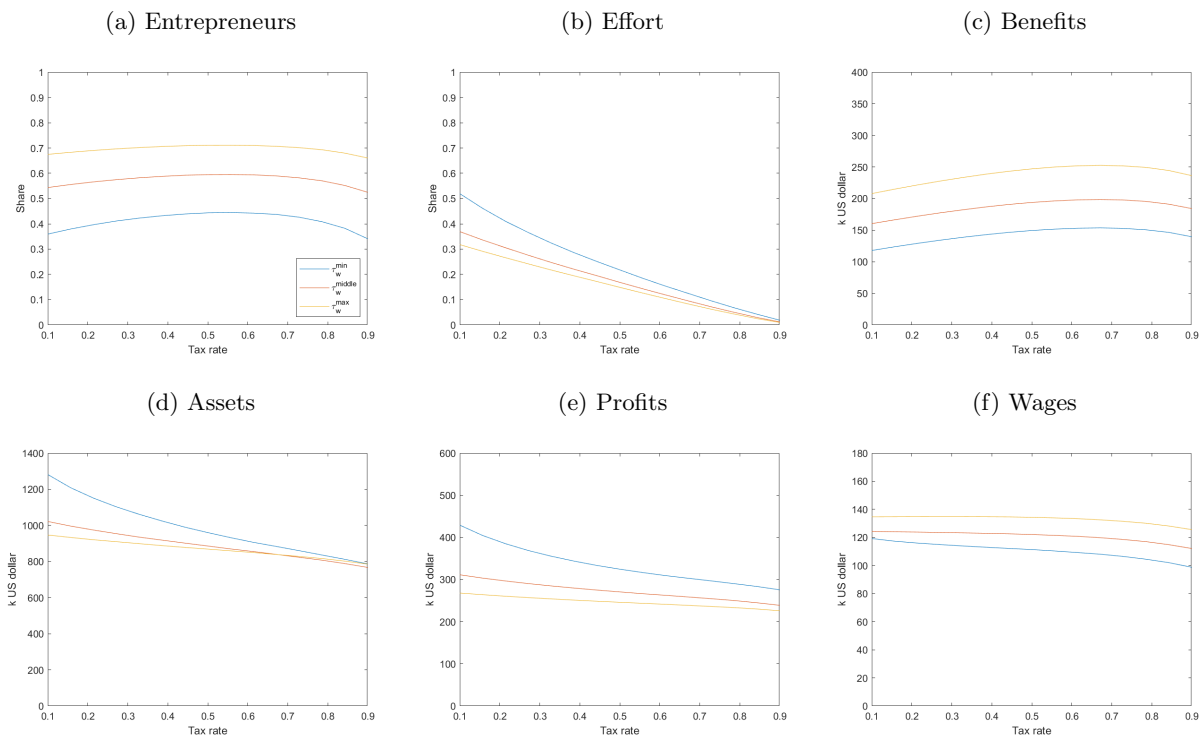 (a) Entrepreneurs
1
0.9
0.8
0.7
0.6
0.5
0.4
0.3
0.2
0.1
0
Share
0.1 0.2 0.3 0.4 0.5 0.6 0.7 0.8 0.9
Tax rate
τ_w^min
τ_w^middle
τ_w^max
(b) Effort
1
0.9
0.8
0.7
0.6
0.5
0.4
0.3
0.2
0.1
0
Share
0.1 0.2 0.3 0.4 0.5 0.6 0.7 0.8 0.9
Tax rate
(c) Benefits
400
350
300
250
200
150
100
50
0
k US dollar
0.1 0.2 0.3 0.4 0.5 0.6 0.7 0.8 0.9
Tax rate
(d) Assets
1400
1200
1000
800
600
400
200
0
k US dollar
0.1 0.2 0.3 0.4 0.5 0.6 0.7 0.8 0.9
Tax rate
(e) Profits
600
500
400
300
200
100
0
k US dollar
0.1 0.2 0.3 0.4 0.5 0.6 0.7 0.8 0.9
Tax rate
(f) Wages
180
160
140
120
100
80
60
40
20
0
k US dollar
0.1 0.2 0.3 0.4 0.5 0.6 0.7 0.8 0.9
Tax rate